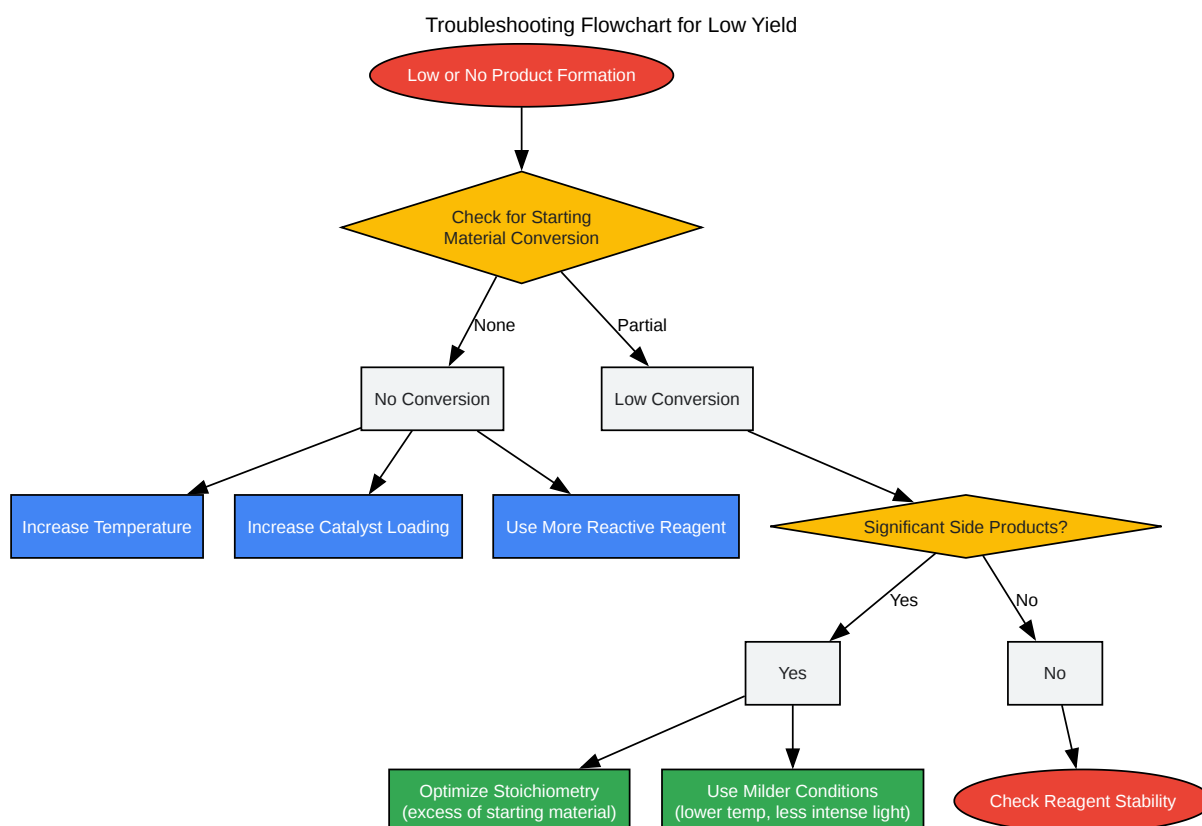 Troubleshooting Flowchart for Low Yield
Low or No Product Formation
Check for Starting
Material Conversion
None
Partial
No Conversion
Low Conversion
Increase Temperature
Increase Catalyst Loading
Use More Reactive Reagent
Significant Side Products?
Yes
No
Yes
No
Optimize Stoichiometry
(excess of starting material)
Use Milder Conditions
(lower temp, less intense light)
Check Reagent Stability